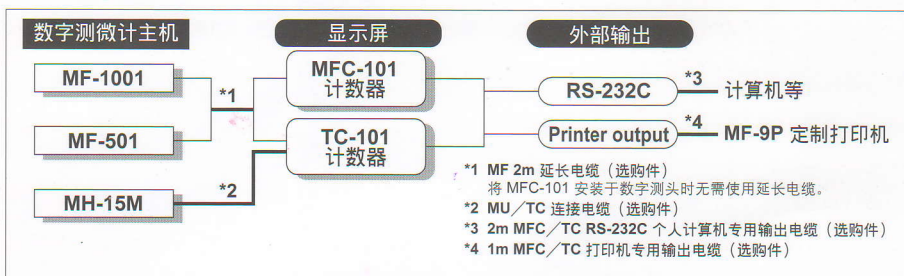 数字测微计主机
显示屏
外部输出
MF-1001
MFC-101
计数器
*1
RS-232C
*3
计算机等
MF-501
TC-101
计数器
Printer output
*4
MF-9P 定制打印机
MH-15M
*2
*1 MF 2m 延长电缆（选购件）
将 MFC-101 安装于数字测头时无需使用延长电缆。
*2 MU／TC 连接电缆（选购件）
*3 2m MFC／TC RS-232C 个人计算机专用输出电缆（选购件）
*4 1m MFC／TC 打印机专用输出电缆（选购件）